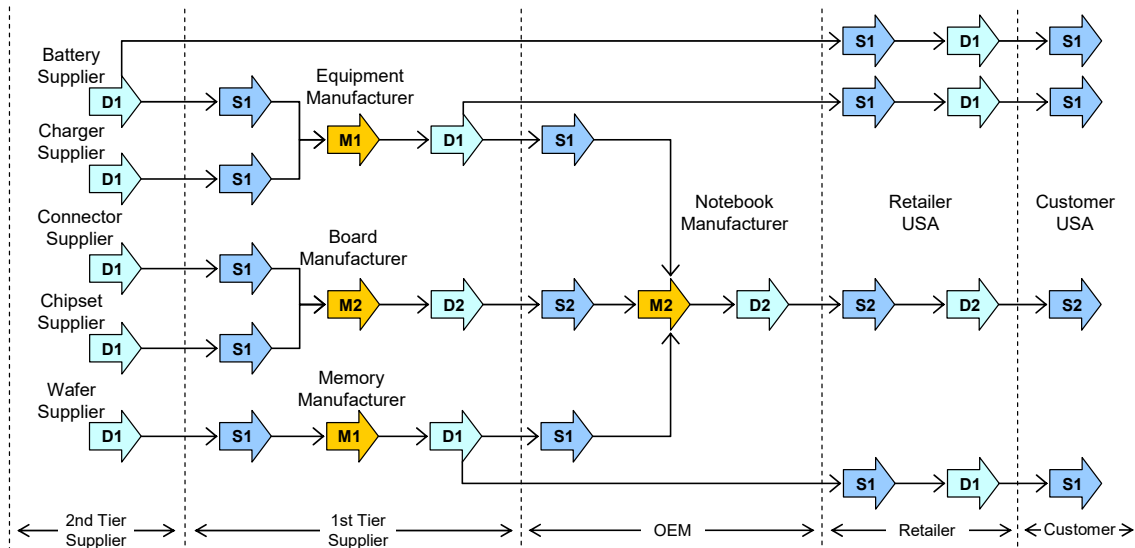 S1
D1
S1
Battery
Supplier
Equipment
Manufacturer
D1
S1
S1
D1
S1
Charger
Supplier
M1
D1
S1
D1
S1
Connector
Supplier
Board
Manufacturer
Notebook
Manufacturer
Retailer
USA
Customer
USA
D1
S1
Chipset
Supplier
M2
D2
S2
M2
D2
S2
D2
S2
D1
S1
Wafer
Supplier
Memory
Manufacturer
D1
S1
M1
D1
S1
S1
D1
S1
2nd Tier
Supplier
1st Tier
Supplier
OEM
Retailer
Customer